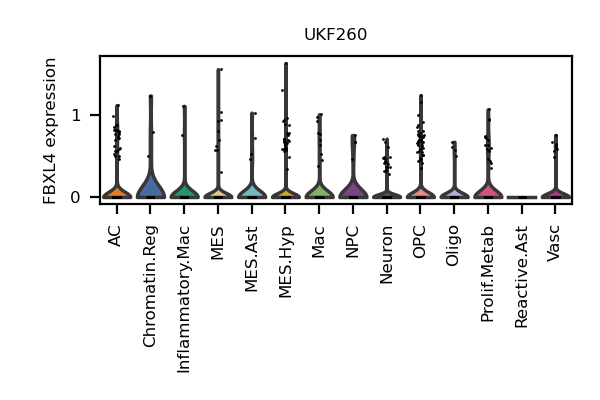 UKF260
FBXL4 expression
1
0
AC
Chromatin.Reg
Inflammatory.Mac
MES
MES.Ast
MES.Hyp
Mac
NPC
Neuron
OPC
Oligo
Prolif.Metab
Reactive.Ast
Vasc